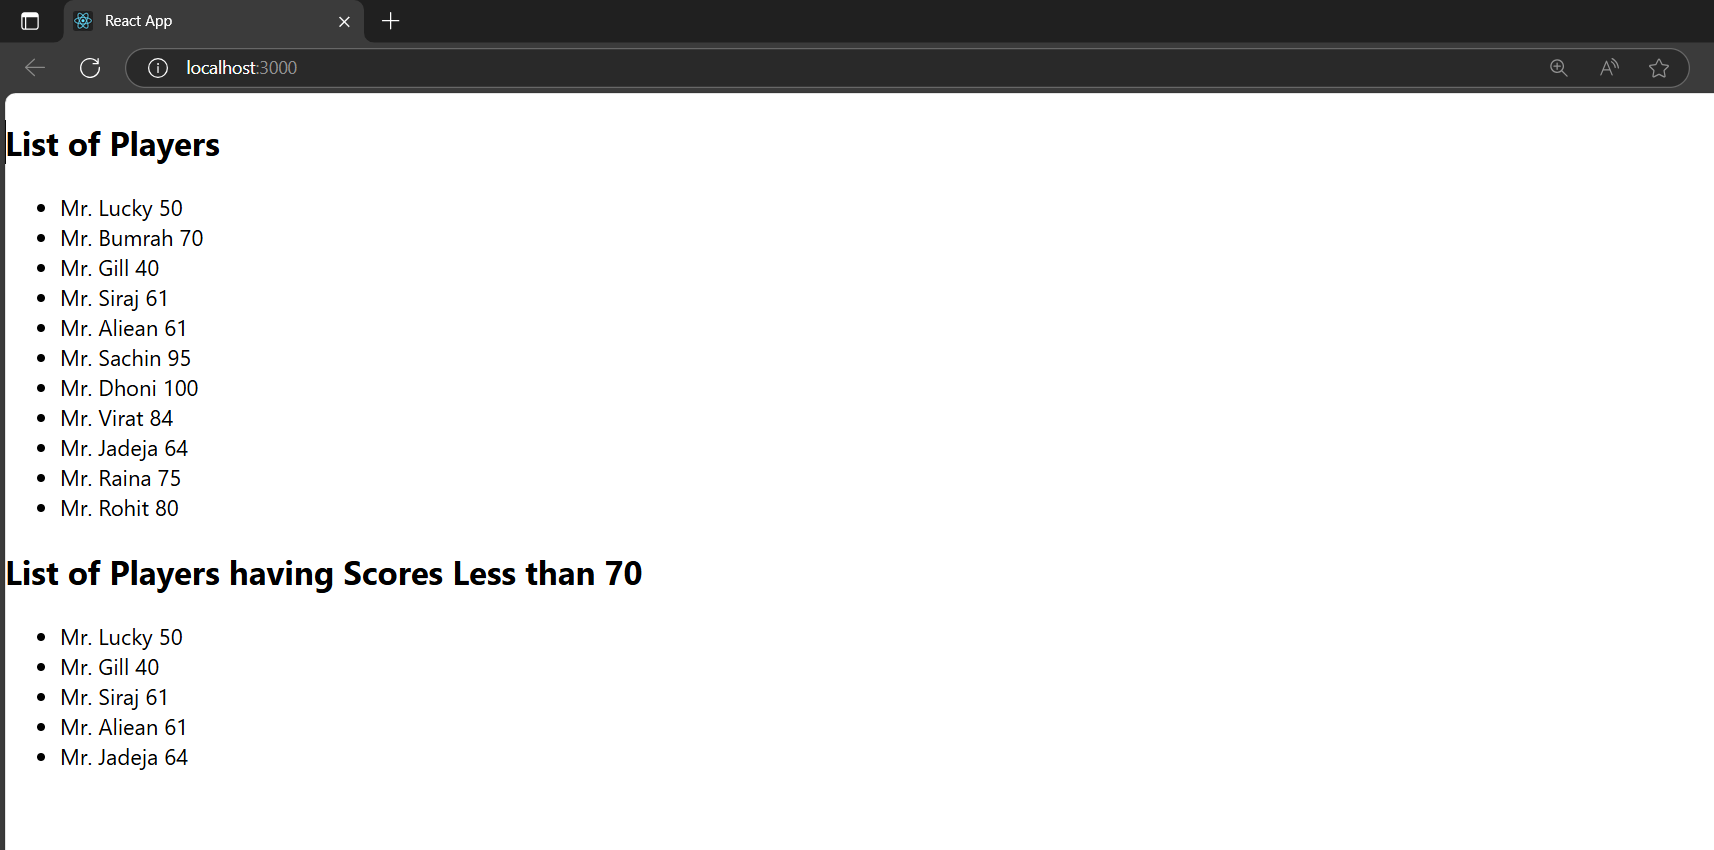 React App
localhost:3000
List of Players
Mr. Lucky 50
Mr. Bumrah 70
Mr. Gill 40
Mr. Siraj 61
Mr. Aliean 61
Mr. Sachin 95
Mr. Dhoni 100
Mr. Virat 84
Mr. Jadeja 64
Mr. Raina 75
Mr. Rohit 80
List of Players having Scores Less than 70
Mr. Lucky 50
Mr. Gill 40
Mr. Siraj 61
Mr. Aliean 61
Mr. Jadeja 64